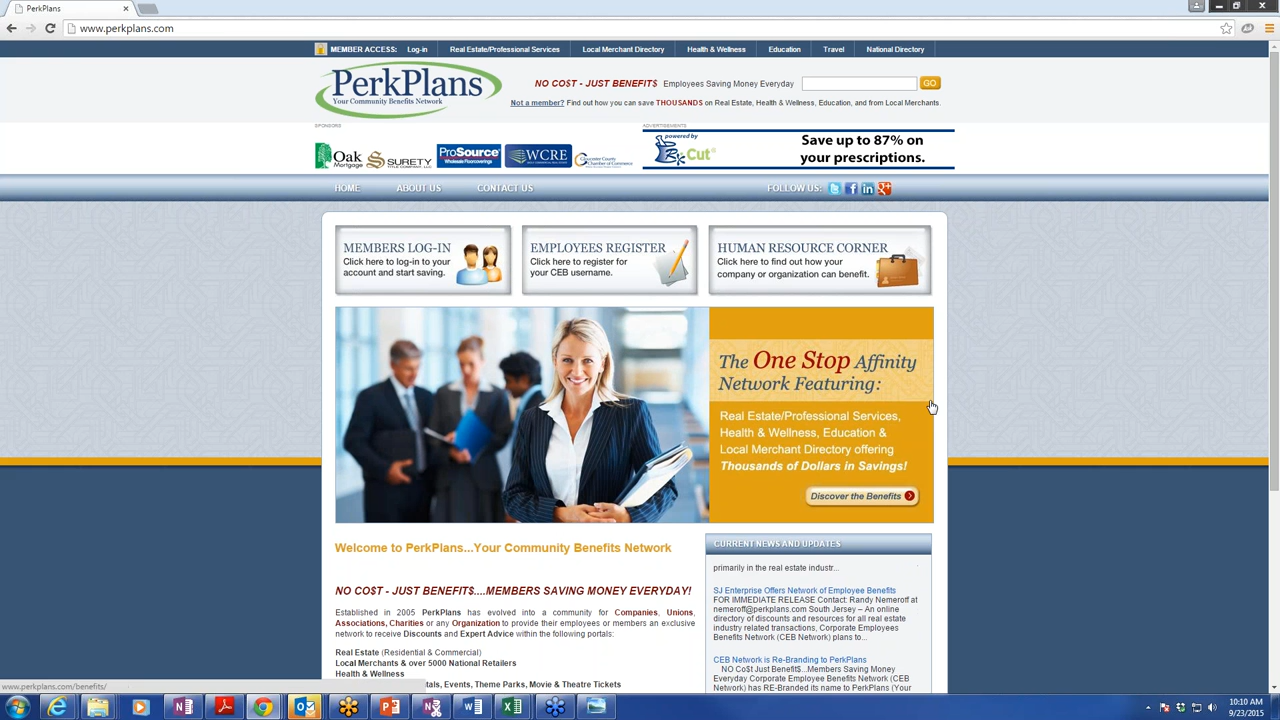 PerkPlans
www.perkplans.com
MEMBER ACCESS: Log-in Real Estate/Professional Services Local Merchant Directory Health & Wellness Education Travel National Directory
PerkPlans
Your Community Benefits Network
NO CO$T - JUST BENEFIT$ Employees Saving Money Everyday GO
Not a member? Find out how you can save THOUSANDS on Real Estate, Health & Wellness, Education, and from Local Merchants.
SPONSORS ADVERTISEMENTS
Oak
MORTGAGE
SURETY
ProSource
Wholesale Floorcoverings
WCRE
Gloucester County
Chamber of Commerce
powered by
Cut
Save up to 87% on
your prescriptions.
HOME ABOUT US CONTACT US FOLLOW US:
MEMBERS LOG-IN
Click here to log-in to your
account and start saving.
EMPLOYEES REGISTER
Click here to register for
your CEB username.
HUMAN RESOURCE CORNER
Click here to find out how your
company or organization can benefit.
The One Stop Affinity
Network Featuring:
Real Estate/Professional Services,
Health & Wellness, Education &
Local Merchant Directory offering
Thousands of Dollars in Savings!
Discover the Benefits
Welcome to PerkPlans...Your Community Benefits Network
NO CO$T - JUST BENEFIT$....MEMBERS SAVING MONEY EVERYDAY!
Established in 2005 PerkPlans has evolved into a community for Companies, Unions,
Associations, Charities or any Organization to provide their employees or members an exclusive
network to receive Discounts and Expert Advice within the following portals:
Real Estate (Residential & Commercial)
Local Merchants & over 5000 National Retailers
Health & Wellness
tals, Events, Theme Parks, Movie & Theatre Tickets
CURRENT NEWS AND UPDATES
primarily in the real estate industr...
SJ Enterprise Offers Network of Employee Benefits
FOR IMMEDIATE RELEASE Contact: Randy Nemeroff at
nemeroff@perkplans.com South Jersey – An online
directory of discounts and resources for all real estate
industry related transactions, Corporate Employees
Benefits Network (CEB Network) plans to...
CEB Network is Re-Branding to PerkPlans
NO Co$t Just Benefit$...Members Saving Money
Everyday Corporate Employee Benefits Network (CEB
Network) has RE-Branded its name to PerkPlans (Your
www.perkplans.com/benefits/
10:10 AM
9/23/2015